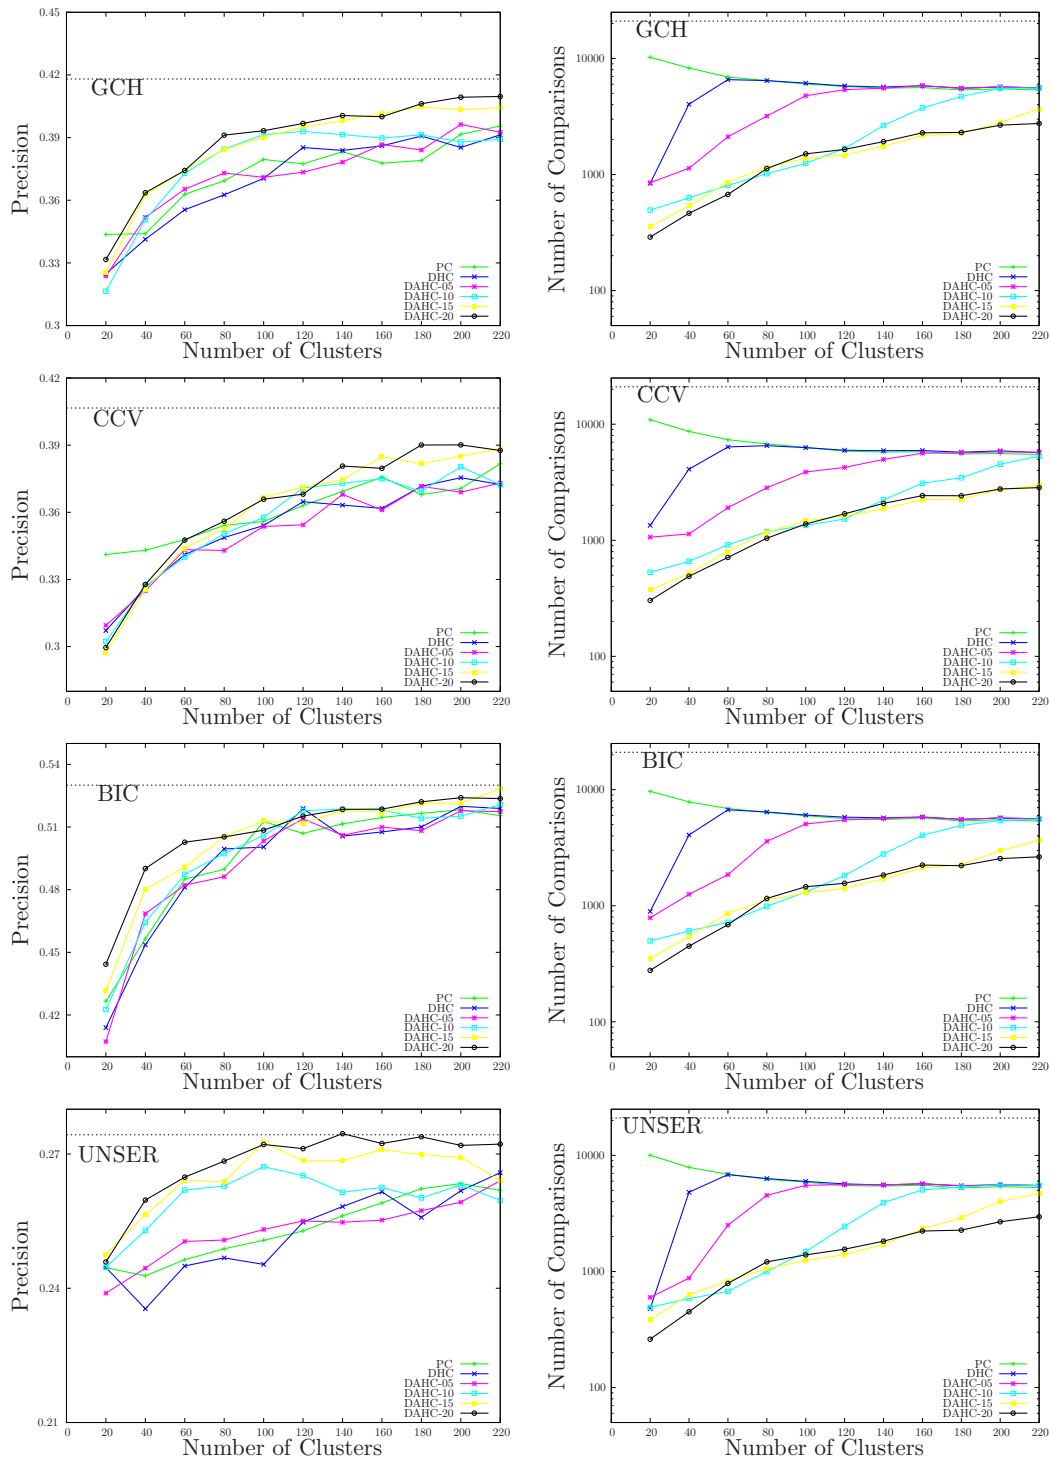 0.45
0.42
0.39
0.36
0.33
0.3
Precision
GCH
PC
DHC
DAHC-05
DAHC-10
DAHC-15
DAHC-20
0 20 40 60 80 100 120 140 160 180 200 220
Number of Clusters
10000
1000
100
Number of Comparisons
GCH
PC
DHC
DAHC-05
DAHC-10
DAHC-15
DAHC-20
0 20 40 60 80 100 120 140 160 180 200 220
Number of Clusters
0.42
0.39
0.36
0.33
0.3
Precision
CCV
PC
DHC
DAHC-05
DAHC-10
DAHC-15
DAHC-20
0 20 40 60 80 100 120 140 160 180 200 220
Number of Clusters
10000
1000
100
Number of Comparisons
CCV
PC
DHC
DAHC-05
DAHC-10
DAHC-15
DAHC-20
0 20 40 60 80 100 120 140 160 180 200 220
Number of Clusters
0.54
0.51
0.48
0.45
0.42
Precision
BIC
PC
DHC
DAHC-05
DAHC-10
DAHC-15
DAHC-20
0 20 40 60 80 100 120 140 160 180 200 220
Number of Clusters
10000
1000
100
Number of Comparisons
BIC
PC
DHC
DAHC-05
DAHC-10
DAHC-15
DAHC-20
0 20 40 60 80 100 120 140 160 180 200 220
Number of Clusters
0.27
0.24
0.21
Precision
UNSER
PC
DHC
DAHC-05
DAHC-10
DAHC-15
DAHC-20
0 20 40 60 80 100 120 140 160 180 200 220
Number of Clusters
10000
1000
100
Number of Comparisons
UNSER
PC
DHC
DAHC-05
DAHC-10
DAHC-15
DAHC-20
0 20 40 60 80 100 120 140 160 180 200 220
Number of Clusters